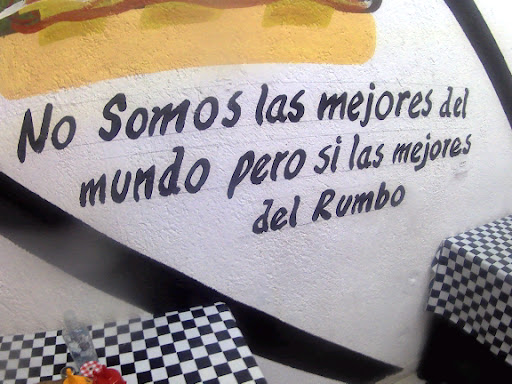 No Somos las mejores del
mundo pero si las mejores
del Rumbo